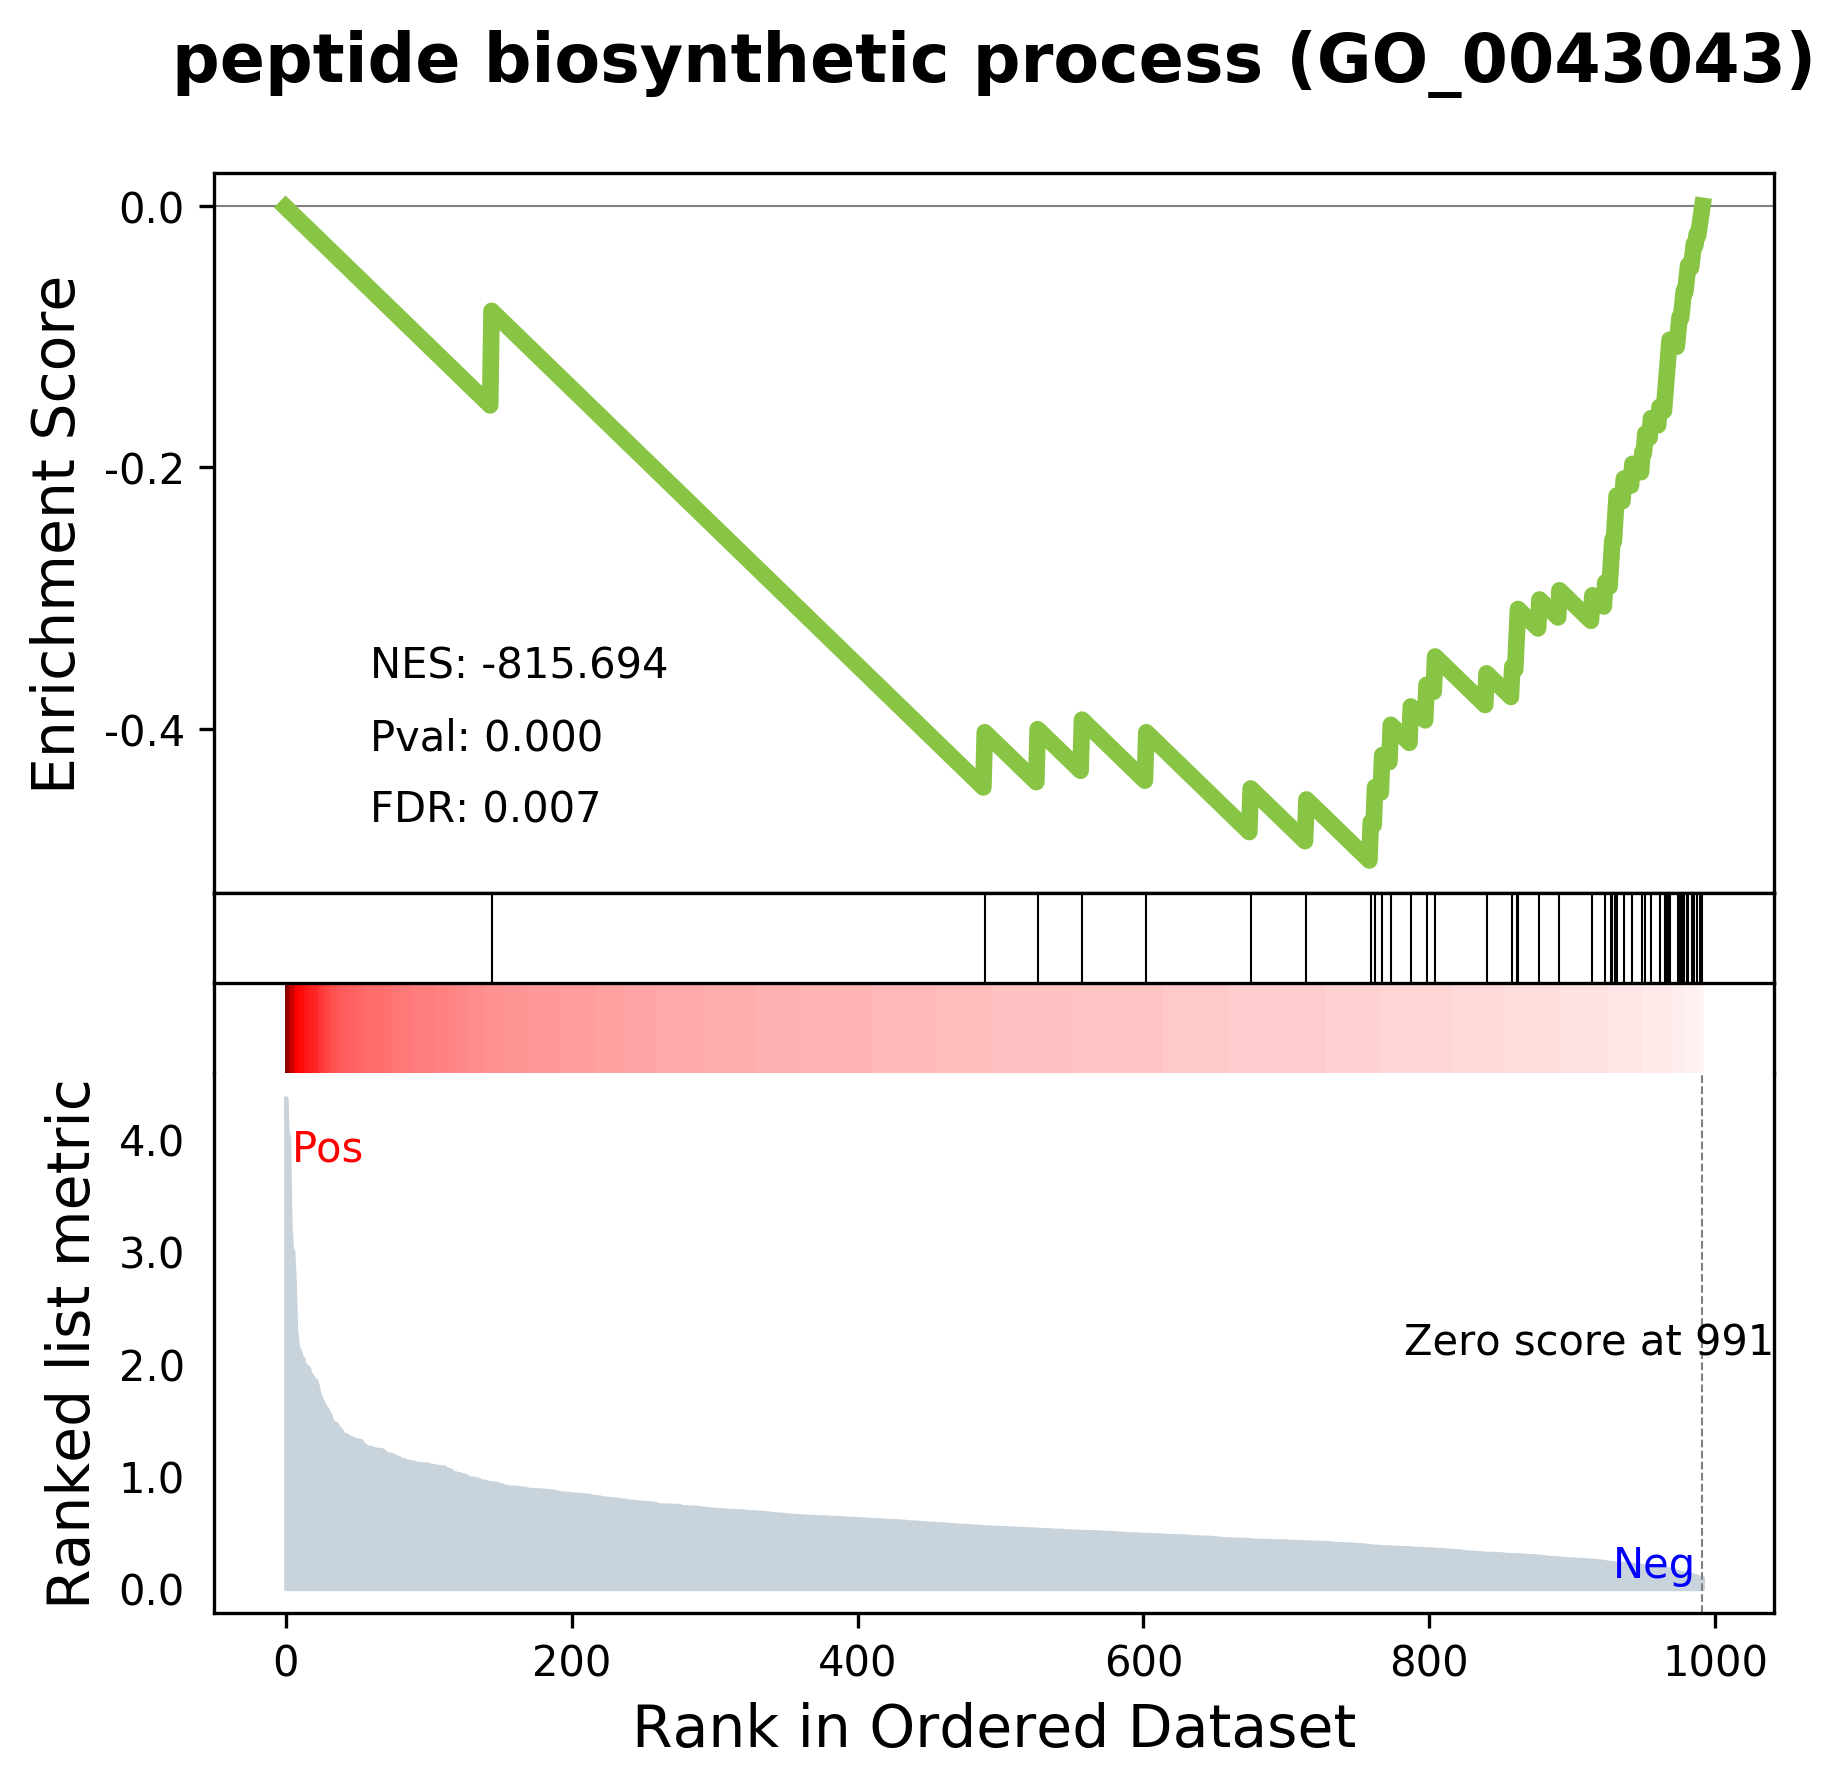 peptide biosynthetic process (GO_0043043)
Enrichment Score
0.0
-0.2
-0.4
NES: -815.694
Pval: 0.000
FDR: 0.007
Ranked list metric
4.0
3.0
2.0
1.0
0.0
Pos
Zero score at 991
Neg
0 200 400 600 800 1000
Rank in Ordered Dataset